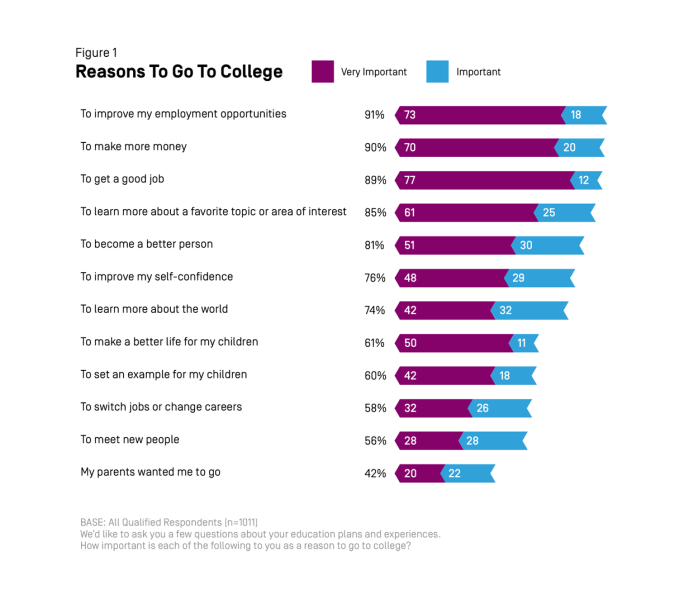 Figure 1
Reasons To Go To College
Very Important
Important
To improve my employment opportunities 91% 73 18
To make more money 90% 70 20
To get a good job 89% 77 12
To learn more about a favorite topic or area of interest 85% 61 25
To become a better person 81% 51 30
To improve my self-confidence 76% 48 29
To learn more about the world 74% 42 32
To make a better life for my children 61% 50 11
To set an example for my children 60% 42 18
To switch jobs or change careers 58% 32 26
To meet new people 56% 28 28
My parents wanted me to go 42% 20 22
BASE: All Qualified Respondents (n=1011)
We'd like to ask you a few questions about your education plans and experiences.
How important is each of the following to you as a reason to go to college?